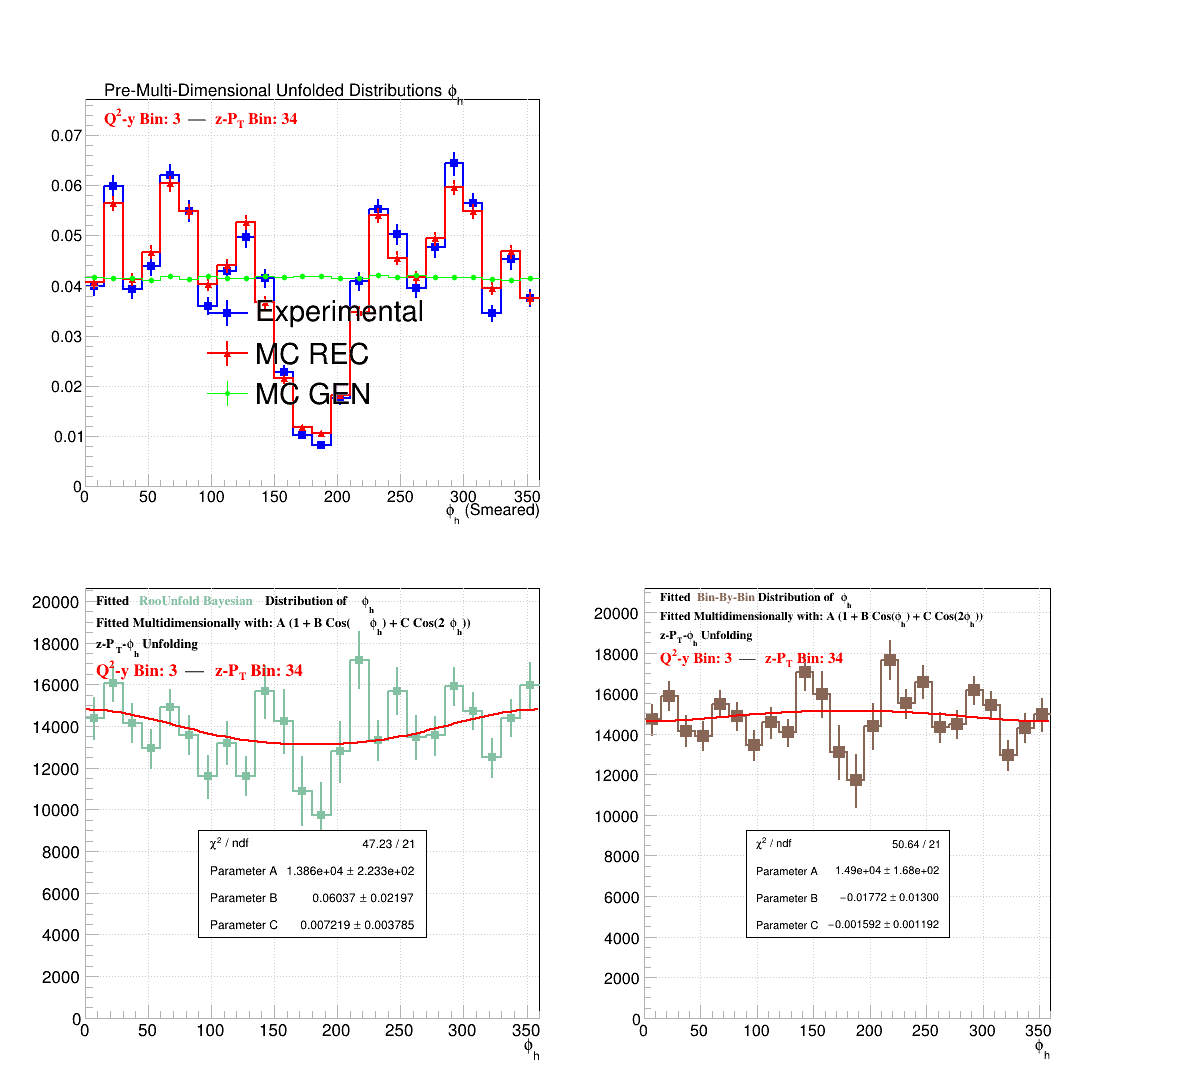 Pre-Multi-Dimensional Unfolded Distributions ϕh
Q²-y Bin: 3 — z-PT Bin: 34
0.07
0.06
0.05
0.04
0.03
0.02
0.01
0
Experimental
MC REC
MC GEN
0 50 100 150 200 250 300 350
ϕh (Smeared)
Fitted RooUnfold Bayesian Distribution of ϕh
Fitted Multidimensionally with: A (1 + B Cos(ϕh) + C Cos(2 ϕh))
z-PT-ϕh Unfolding
Q²-y Bin: 3 — z-PT Bin: 34
20000
18000
16000
14000
12000
10000
8000
6000
4000
2000
0
χ² / ndf 47.23 / 21
Parameter A 1.386e+04 ± 2.233e+02
Parameter B 0.06037 ± 0.02197
Parameter C 0.007219 ± 0.003785
0 50 100 150 200 250 300 350
ϕh
Fitted Bin-By-Bin Distribution of ϕh
Fitted Multidimensionally with: A (1 + B Cos(ϕh) + C Cos(2ϕh))
z-PT-ϕh Unfolding
Q²-y Bin: 3 — z-PT Bin: 34
20000
18000
16000
14000
12000
10000
8000
6000
4000
2000
0
χ² / ndf 50.64 / 21
Parameter A 1.49e+04 ± 1.68e+02
Parameter B −0.01772 ± 0.01300
Parameter C −0.001592 ± 0.001192
0 50 100 150 200 250 300 350
ϕh